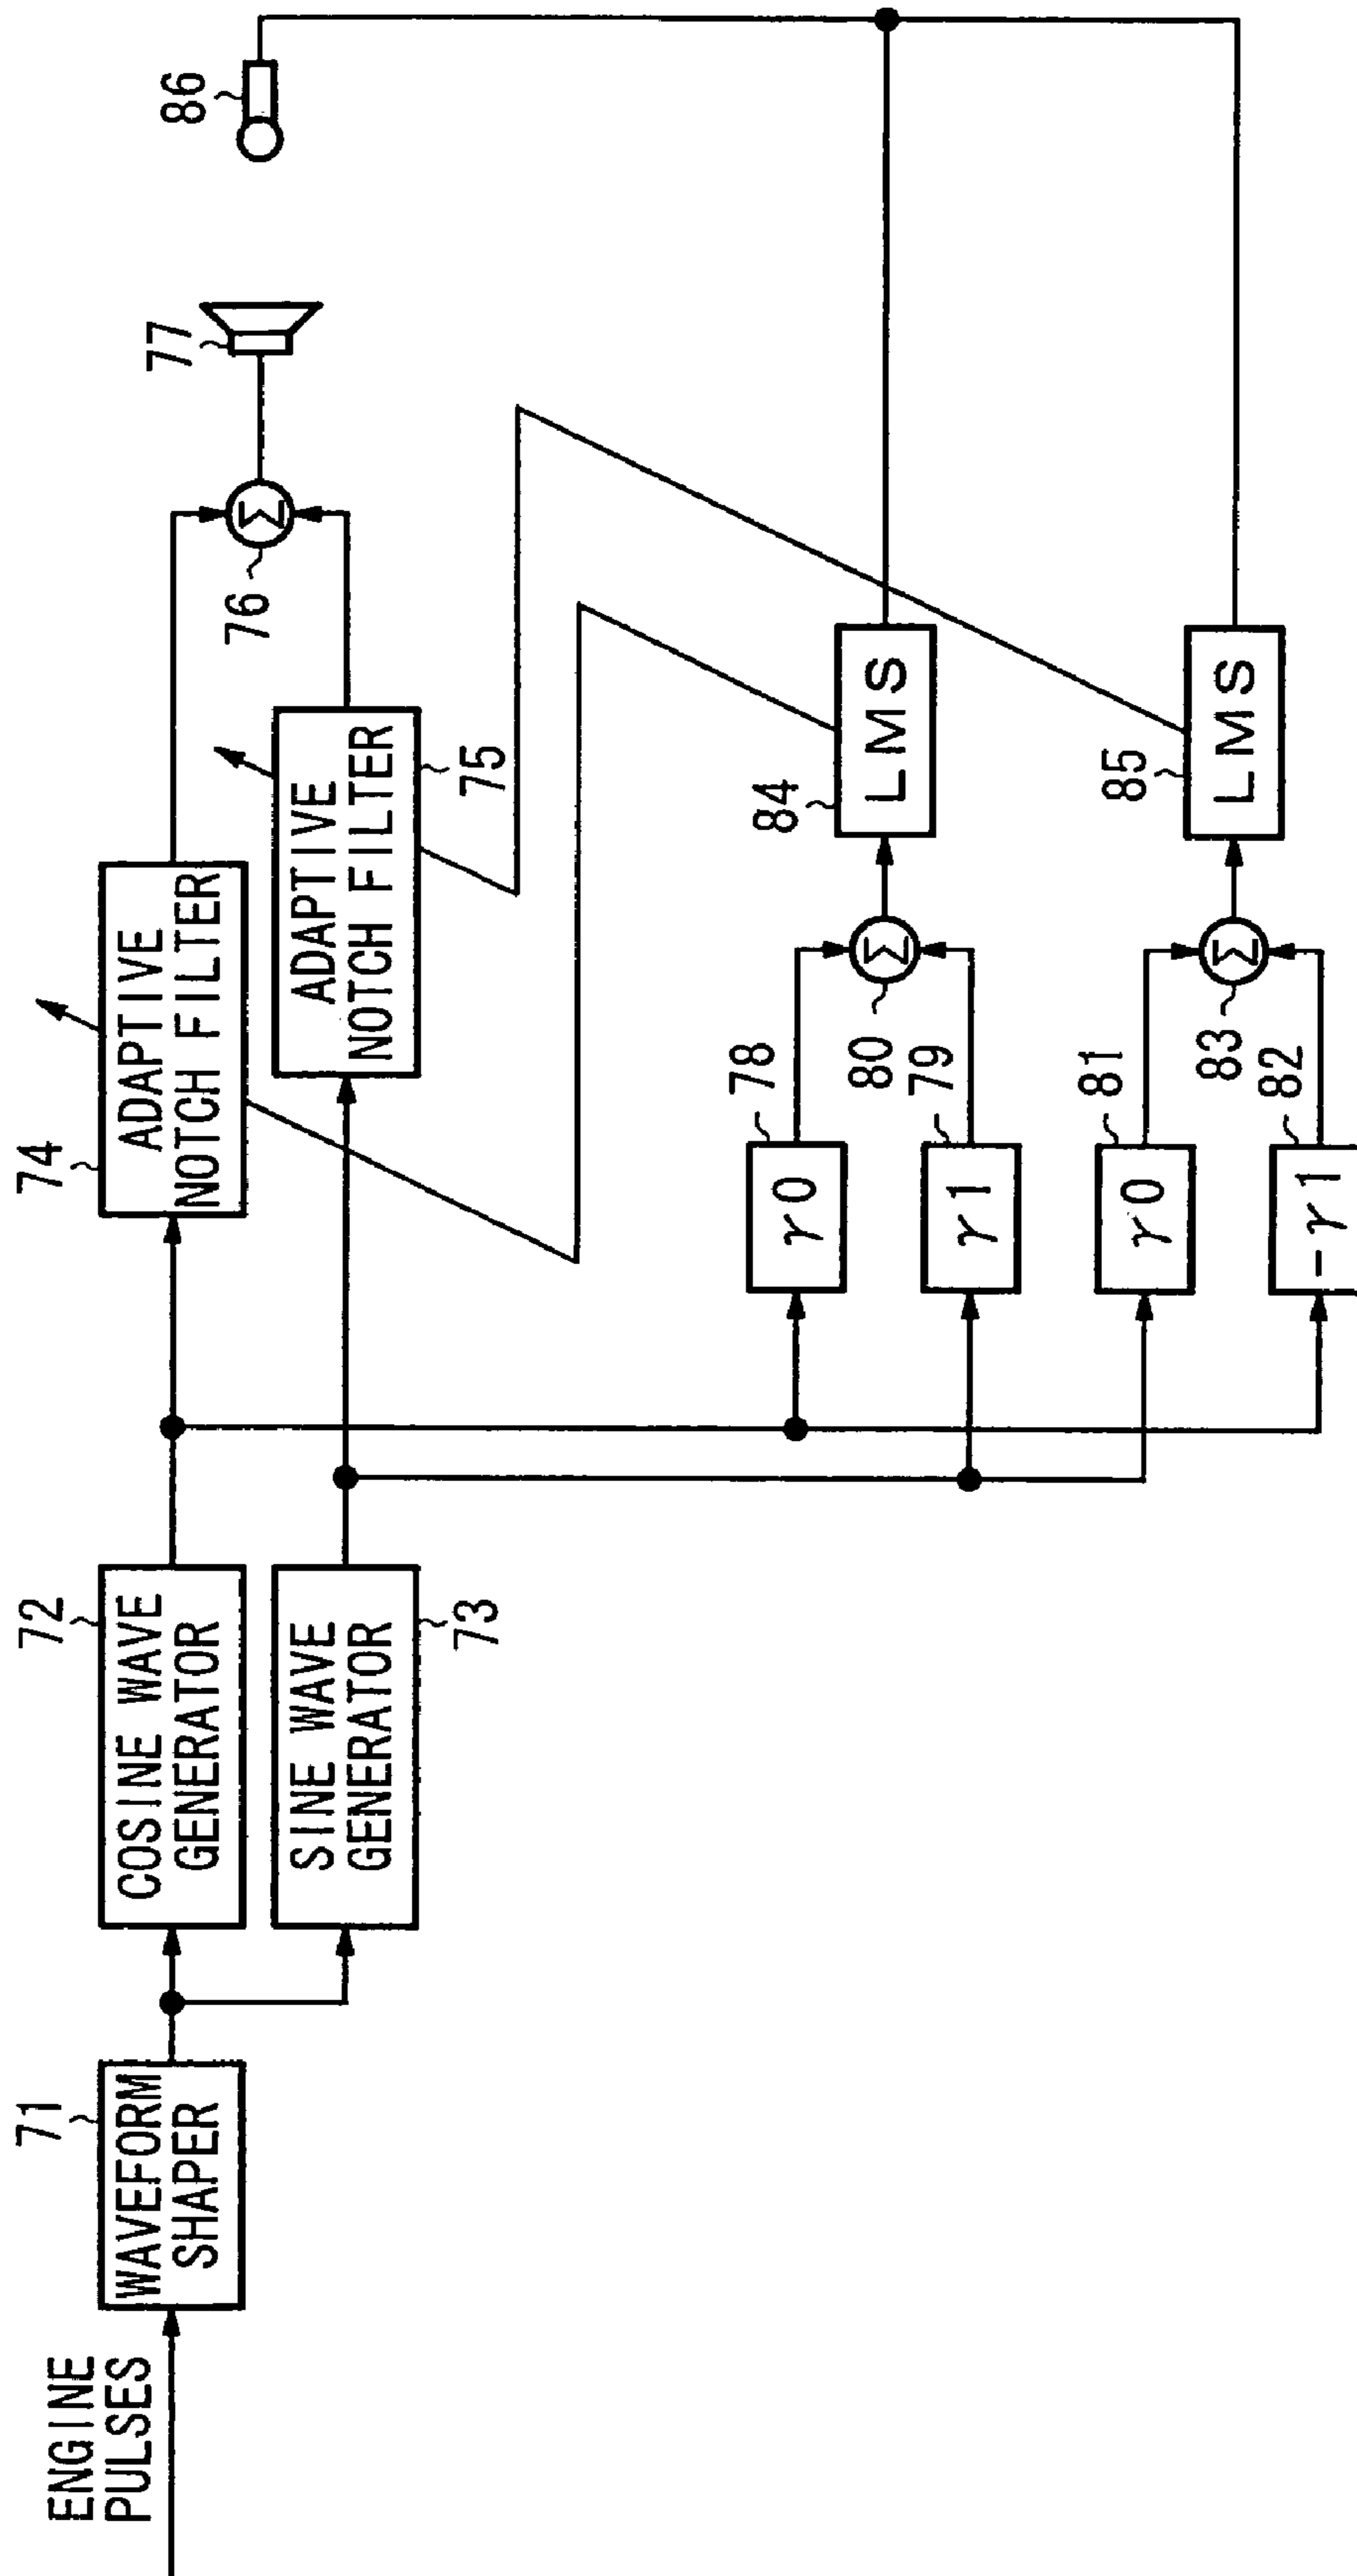 ENGINE
PULSES
71
WAVEFORM
SHAPER
72
COSINE WAVE
GENERATOR
SINE WAVE
GENERATOR
73
74
ADAPTIVE
NOTCH FILTER
ADAPTIVE
NOTCH FILTER
75
Σ
76
77
86
γ0
78
γ1
79
Σ
80
γ0
81
-γ1
82
Σ
83
LMS
84
LMS
85